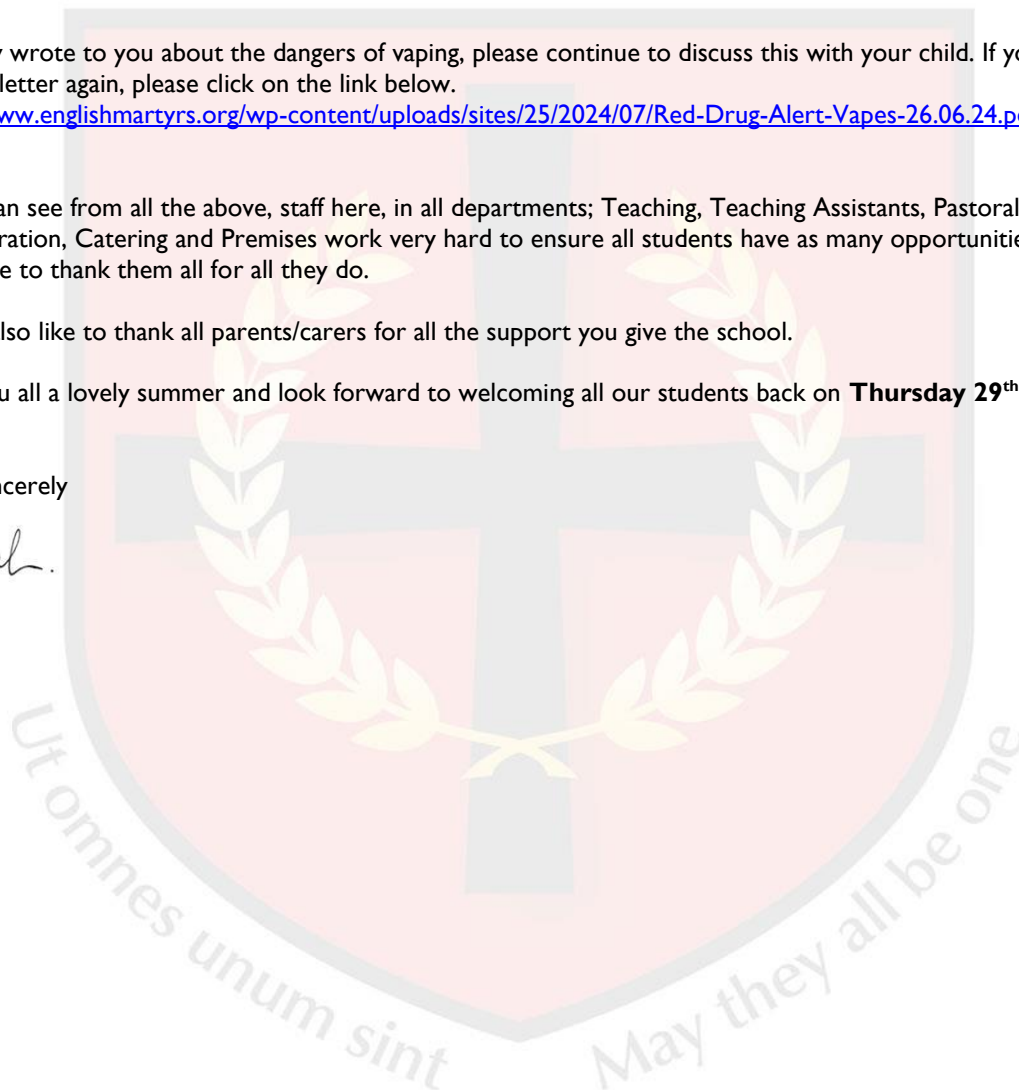 wrote to you about the dangers of vaping, please continue to discuss this with your child. If
letter again, please click on the link below.
ww.englishmartyrs.org/wp-content/uploads/sites/25/2024/07/Red-Drug-Alert-Vapes-26.06.24.p
an see from all the above, staff here, in all departments; Teaching, Teaching Assistants, Pastoral
ration, Catering and Premises work very hard to ensure all students have as many opportunitie
e to thank them all for all they do.
lso like to thank all parents/carers for all the support you give the school.
u all a lovely summer and look forward to welcoming all our students back on Thursday 29th
ncerely
Ut omnes unum sint
May they all be one